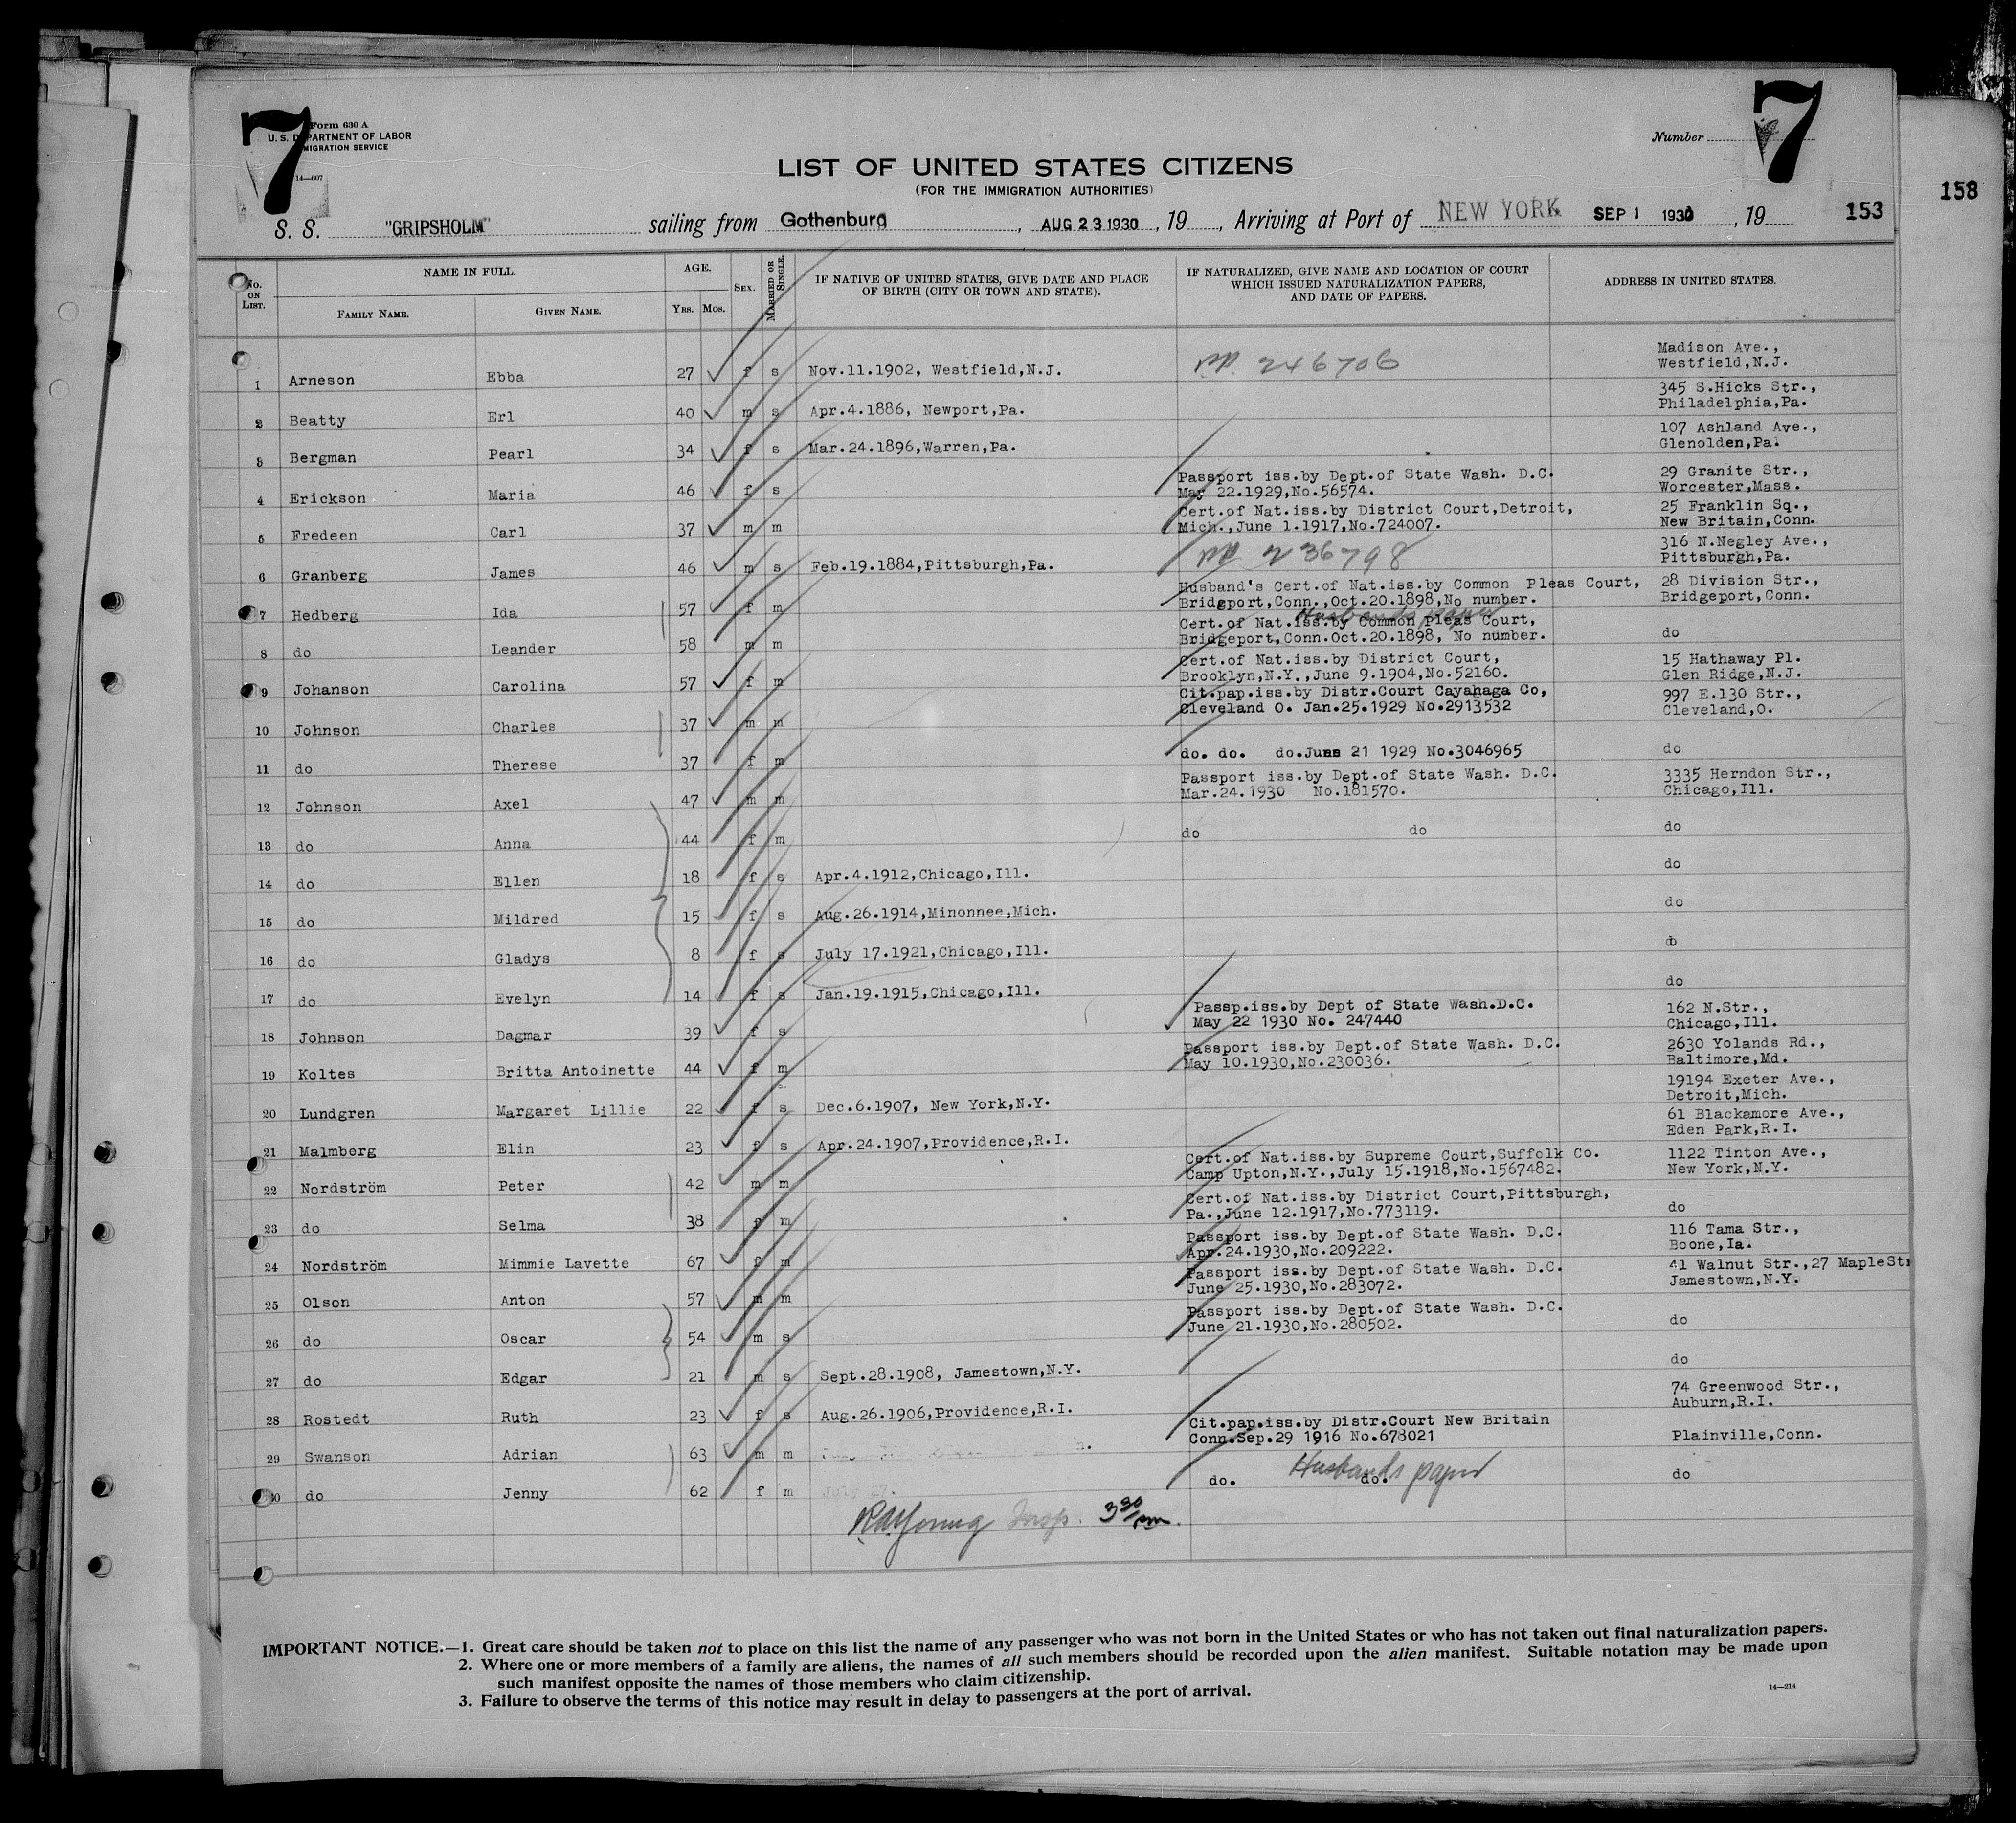 7
Form 630 A
U. S. DEPARTMENT OF LABOR
IMMIGRATION SERVICE
14—607
Number
7
LIST OF UNITED STATES CITIZENS
(FOR THE IMMIGRATION AUTHORITIES)
158
S. S. "GRIPSHOLM" sailing from Gothenburg, AUG 23 1930, 19, Arriving at Port of NEW YORK SEP 1 1930, 19 153
No. ON LIST. NAME IN FULL. AGE. SEX. MARRIED OR SINGLE. IF NATIVE OF UNITED STATES, GIVE DATE AND PLACE OF BIRTH (CITY OR TOWN AND STATE). IF NATURALIZED, GIVE NAME AND LOCATION OF COURT WHICH ISSUED NATURALIZATION PAPERS, AND DATE OF PAPERS. ADDRESS IN UNITED STATES.
FAMILY NAME. GIVEN NAME. YRS. MOS.
1 Arneson Ebba 27 f s Nov.11.1902, Westfield,N.J. PP. 246706 Madison Ave., Westfield,N.J.
2 Beatty Erl 40 m s Apr.4.1886, Newport,Pa. 345 S.Hicks Str., Philadelphia,Pa.
3 Bergman Pearl 34 f s Mar.24.1896,Warren,Pa. 107 Ashland Ave., Glenolden,Pa.
4 Erickson Maria 46 f s Passport iss.by Dept.of State Wash. D.C. May 22.1929,No.56574. 29 Granite Str., Worcester,Mass.
5 Fredeen Carl 37 m m Cert.of Nat.iss.by District Court,Detroit, Mich.,June 1.1917,No.724007. 25 Franklin Sq., New Britain,Conn.
6 Granberg James 46 m s Feb.19.1884,Pittsburgh,Pa. PP 236798 316 N.Negley Ave., Pittsburgh,Pa.
7 Hedberg Ida 57 f m Husband's Cert.of Nat.iss.by Common Pleas Court, Bridgport,Conn.,Oct.20.1898,No number. Husbands paper 28 Division Str., Bridgeport,Conn.
8 do Leander 58 m m Cert.of Nat.iss.by Common Pleas Court, Bridgeport,Conn.Oct.20.1898, No number. do
9 Johanson Carolina 57 f m Cert.of Nat.iss.by District Court, Brooklyn,N.Y.,June 9.1904,No.52160. 15 Hathaway Pl. Glen Ridge,N.J.
10 Johnson Charles 37 m m Cit.pap.iss.by Distr.Court Cayahaga Co, Cleveland O. Jan.25.1929 No.2913532 997 E.130 Str., Cleveland,O.
11 do Therese 37 f m do. do. do.June 21 1929 No.3046965 do
12 Johnson Axel 47 m m Passport iss.by Dept.of State Wash. D.C. Mar.24.1930 No.181570. 3335 Herndon Str., Chicago,Ill.
13 do Anna 44 f m do do do
14 do Ellen 18 f s Apr.4.1912,Chicago,Ill. do
15 do Mildred 15 f s Aug.26.1914,Minonnee,Mich. do
16 do Gladys 8 f s July 17.1921,Chicago,Ill. do
17 do Evelyn 14 f s Jan.19.1915,Chicago,Ill. do
18 Johnson Dagmar 39 f s Passp.iss.by Dept of State Wash.D.C. May 22 1930 No. 247440 162 N.Str., Chicago,Ill.
19 Koltes Britta Antoinette 44 f m Passport iss.by Dept.of State Wash. D.C. May 10.1930,No.230036. 2630 Yolands Rd., Baltimore,Md.
20 Lundgren Margaret Lillie 22 f s Dec.6.1907, New York,N.Y. 19194 Exeter Ave., Detroit,Mich.
21 Malmborg Elin 23 f s Apr.24.1907,Providence,R.I. 61 Blackamore Ave., Eden Park,R.I.
22 Nordström Peter 42 m m Cert.of Nat.iss.by Supreme Court,Suffolk Co. Camp Upton,N.Y.,July 15.1918,No.1567482. 1122 Tinton Ave., New York,N.Y.
23 do Selma 38 f m Cert.of Nat.iss.by District Court,Pittsburgh, Pa.,June 12.1917,No.773119. do
24 Nordström Mimmie Lavette 67 f m Passport iss.by Dept.of State Wash. D.C. Apr.24.1930,No.209222. 116 Tama Str., Boone,Ia.
25 Olson Anton 57 m m Passport iss.by Dept.of State Wash. D.C. June 25.1930,No.283072. 41 Walnut Str.,27 MapleStr Jamestown,N.Y.
26 do Oscar 54 m s Passport iss.by Dept.of State Wash. D.C. June 21.1930,No.280502. do
27 do Edgar 21 m s Sept.28.1908, Jamestown,N.Y. do
28 Rostedt Ruth 23 f s Aug.26.1906,Providence,R.I. 74 Greenwood Str., Auburn,R.I.
29 Swanson Adrian 63 m m Cit.pap.iss.by Distr.Court New Britain Conn.Sep.29 1916 No.678021 Plainville,Conn.
30 do Jenny 62 f m July 27. do. Husbands paper do. do
R.A.Young Insp. 3 30/pm.
IMPORTANT NOTICE.—1. Great care should be taken not to place on this list the name of any passenger who was not born in the United States or who has not taken out final naturalization papers.
2. Where one or more members of a family are aliens, the names of all such members should be recorded upon the alien manifest. Suitable notation may be made upon
such manifest opposite the names of those members who claim citizenship.
3. Failure to observe the terms of this notice may result in delay to passengers at the port of arrival.
14—214